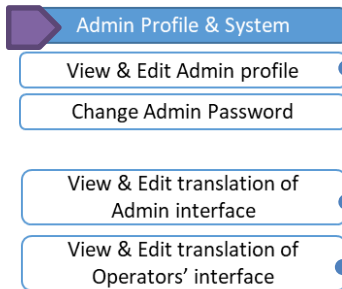 Admin Profile & System
View & Edit Admin profile
Change Admin Password
View & Edit translation of
Admin interface
View & Edit translation of
Operators’ interface